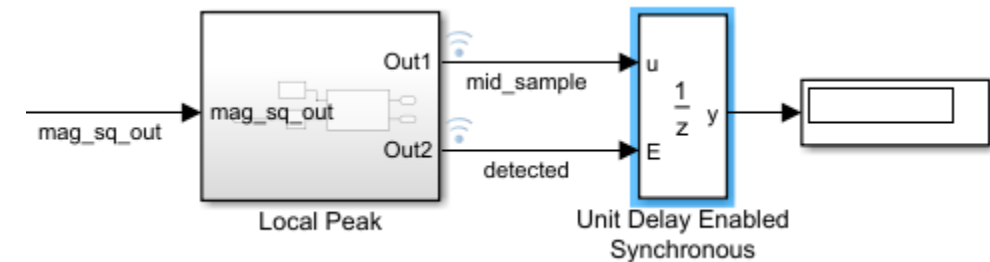 mag_sq_out
mag_sq_out
Out1
Out2
Local Peak
mid_sample
detected
u
E
1
z
y
Unit Delay Enabled
Synchronous